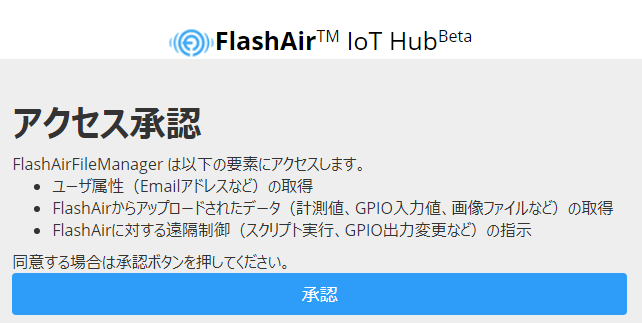 FlashAir™ IoT HubBeta
アクセス承認
FlashAirFileManager は以下の要素にアクセスします。
• ユーザ属性（Emailアドレスなど）の取得
• FlashAirからアップロードされたデータ（計測値、GPIO入力値、画像ファイルなど）の取得
• FlashAirに対する遠隔制御（スクリプト実行、GPIO出力変更など）の指示
同意する場合は承認ボタンを押してください。
承認